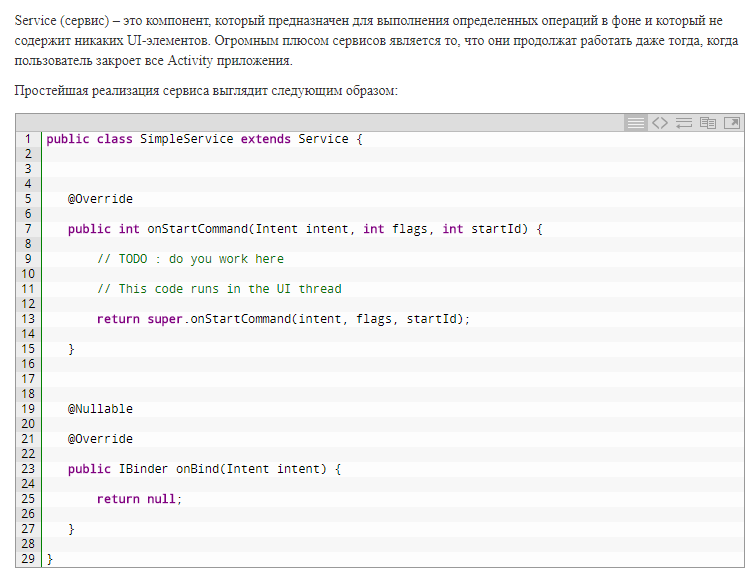 Service (сервис) – это компонент, который предназначен для выполнения определенных операций в фоне и который не
содержит никаких UI-элементов. Огромным плюсом сервисов является то, что они продолжат работать даже тогда, когда
пользователь закроет все Activity приложения.
Простейшая реализация сервиса выглядит следующим образом:
1 public class SimpleService extends Service {
2
3
4
5 @Override
6
7 public int onStartCommand(Intent intent, int flags, int startId) {
8
9 // TODO : do you work here
10
11 // This code runs in the UI thread
12
13 return super.onStartCommand(intent, flags, startId);
14
15 }
16
17
18
19 @Nullable
20
21 @Override
22
23 public IBinder onBind(Intent intent) {
24
25 return null;
26
27 }
28
29 }